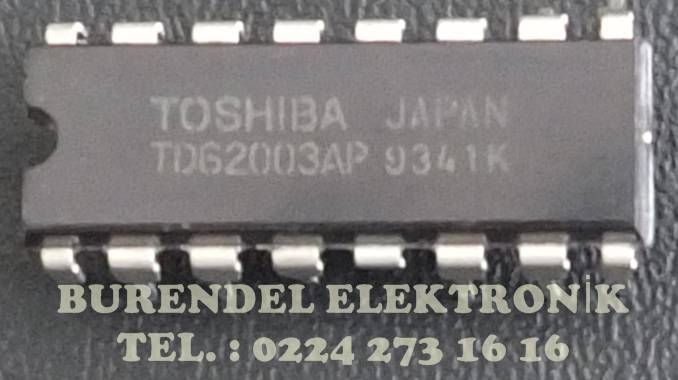 TOSHIBA JAPAN
TD62003AP 9341K
BURENDEL ELEKTRONİK
TEL. : 0224 273 16 16